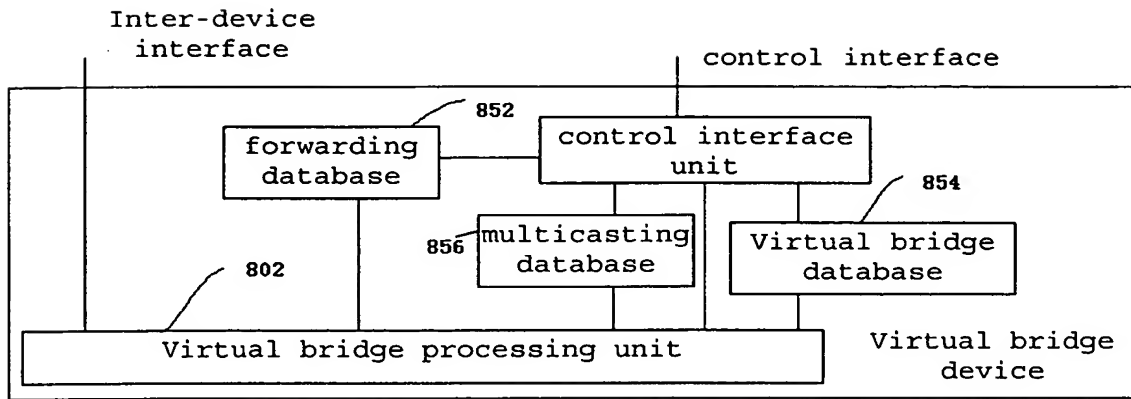 Inter-device
interface
control interface
852
forwarding
database
control interface
unit
854
856
multicasting
database
Virtual bridge
database
802
Virtual bridge processing unit
Virtual bridge
device